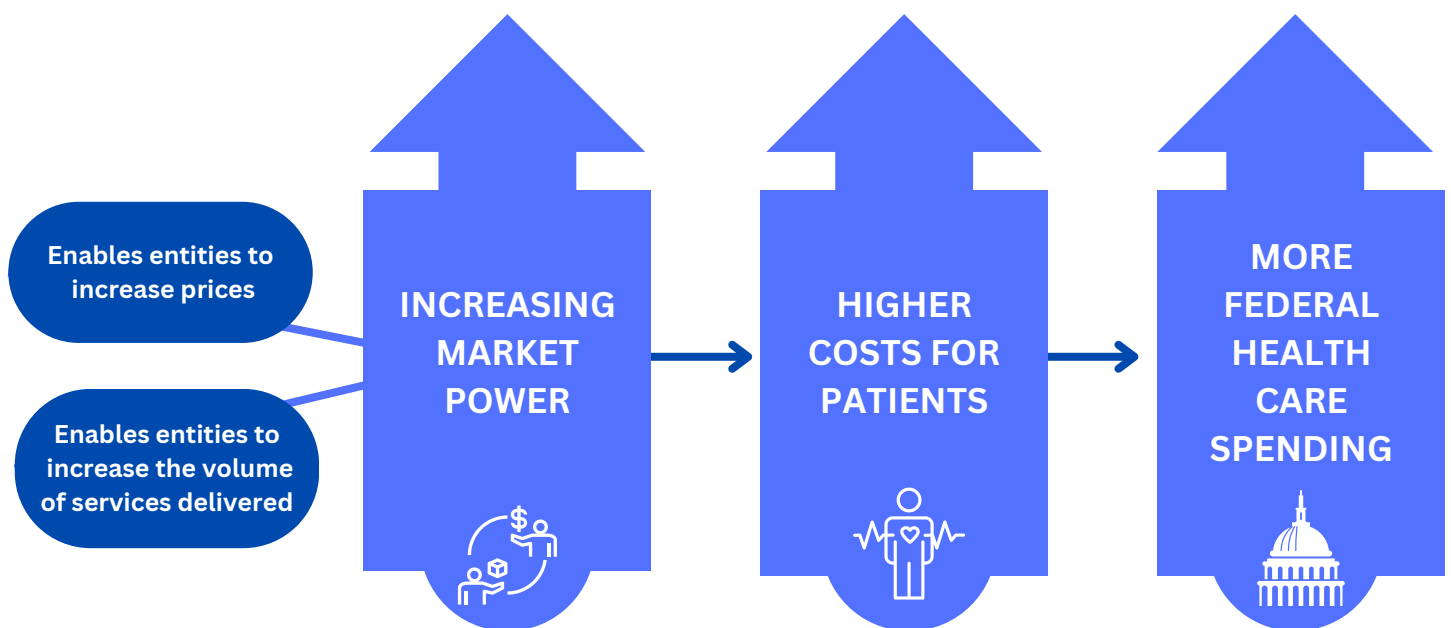 Enables entities to
increase prices
Enables entities to
increase the volume
of services delivered
INCREASING
MARKET
POWER
$
HIGHER
COSTS FOR
PATIENTS
MORE
FEDERAL
HEALTH
CARE
SPENDING